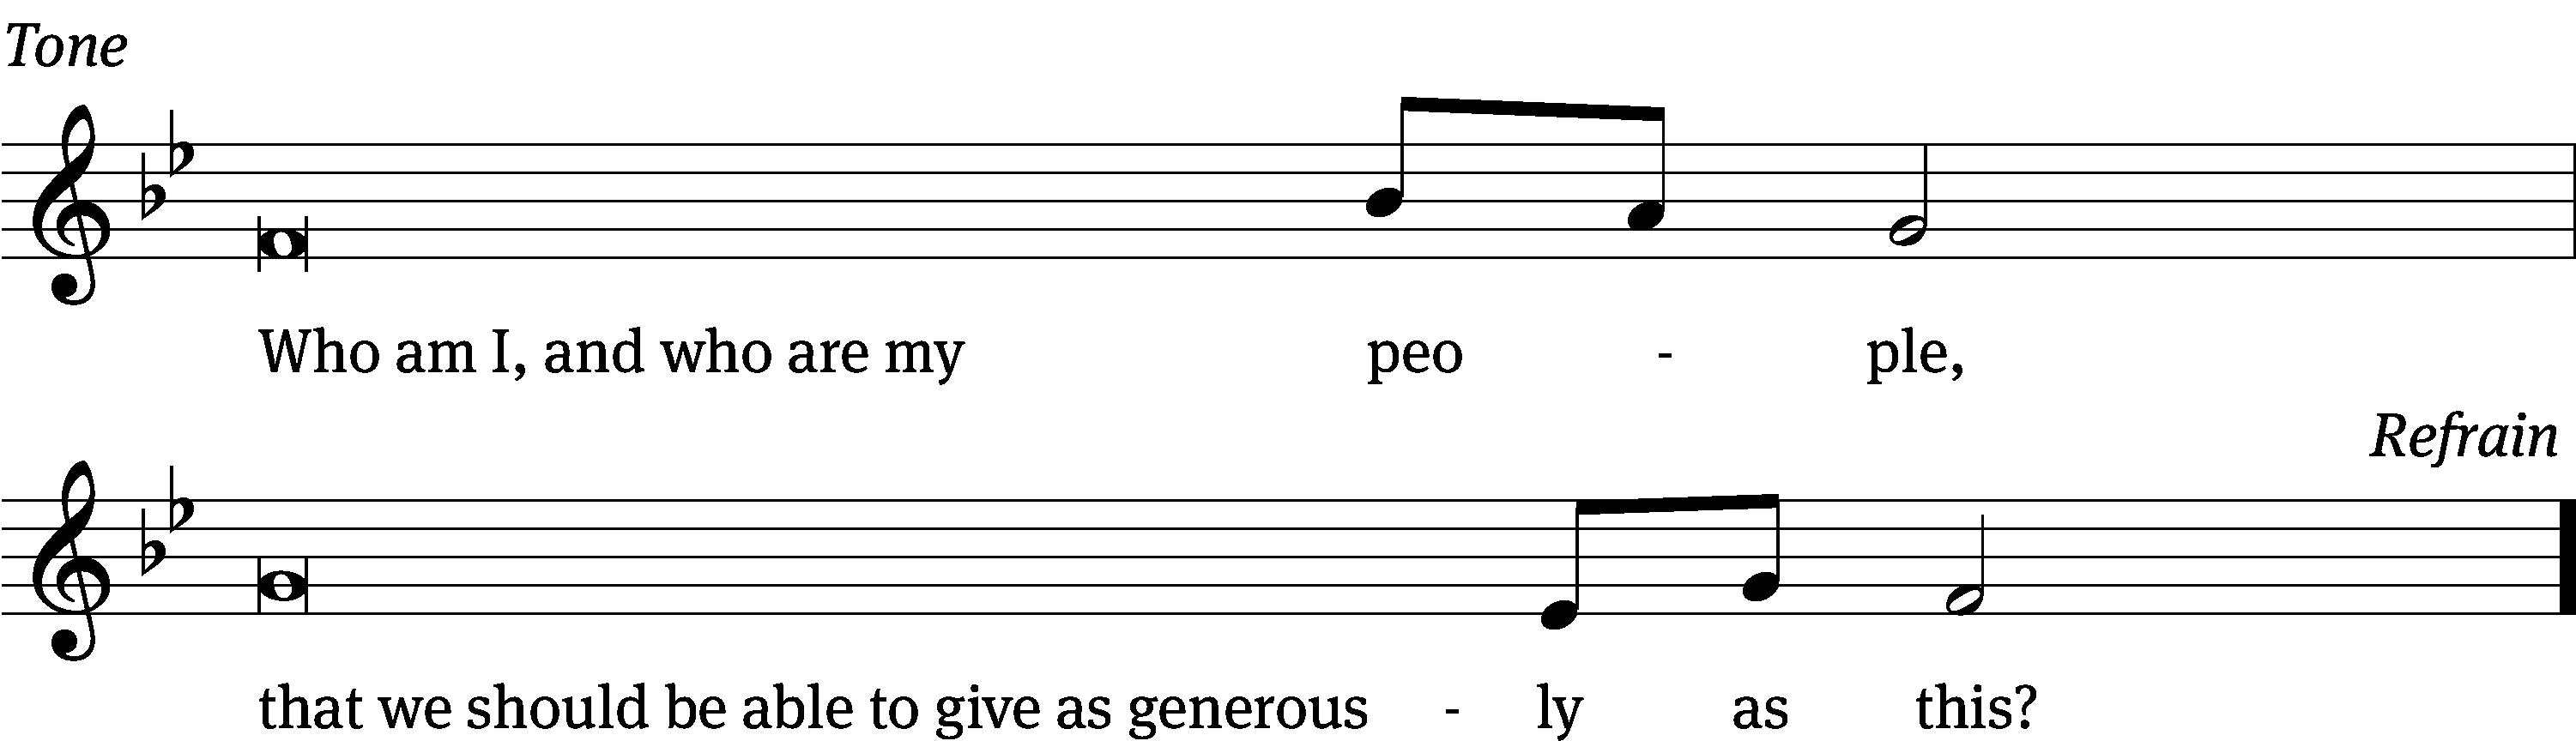 Tone
Who am I, and who are my peo - ple,
Refrain
that we should be able to give as generous - ly as this?